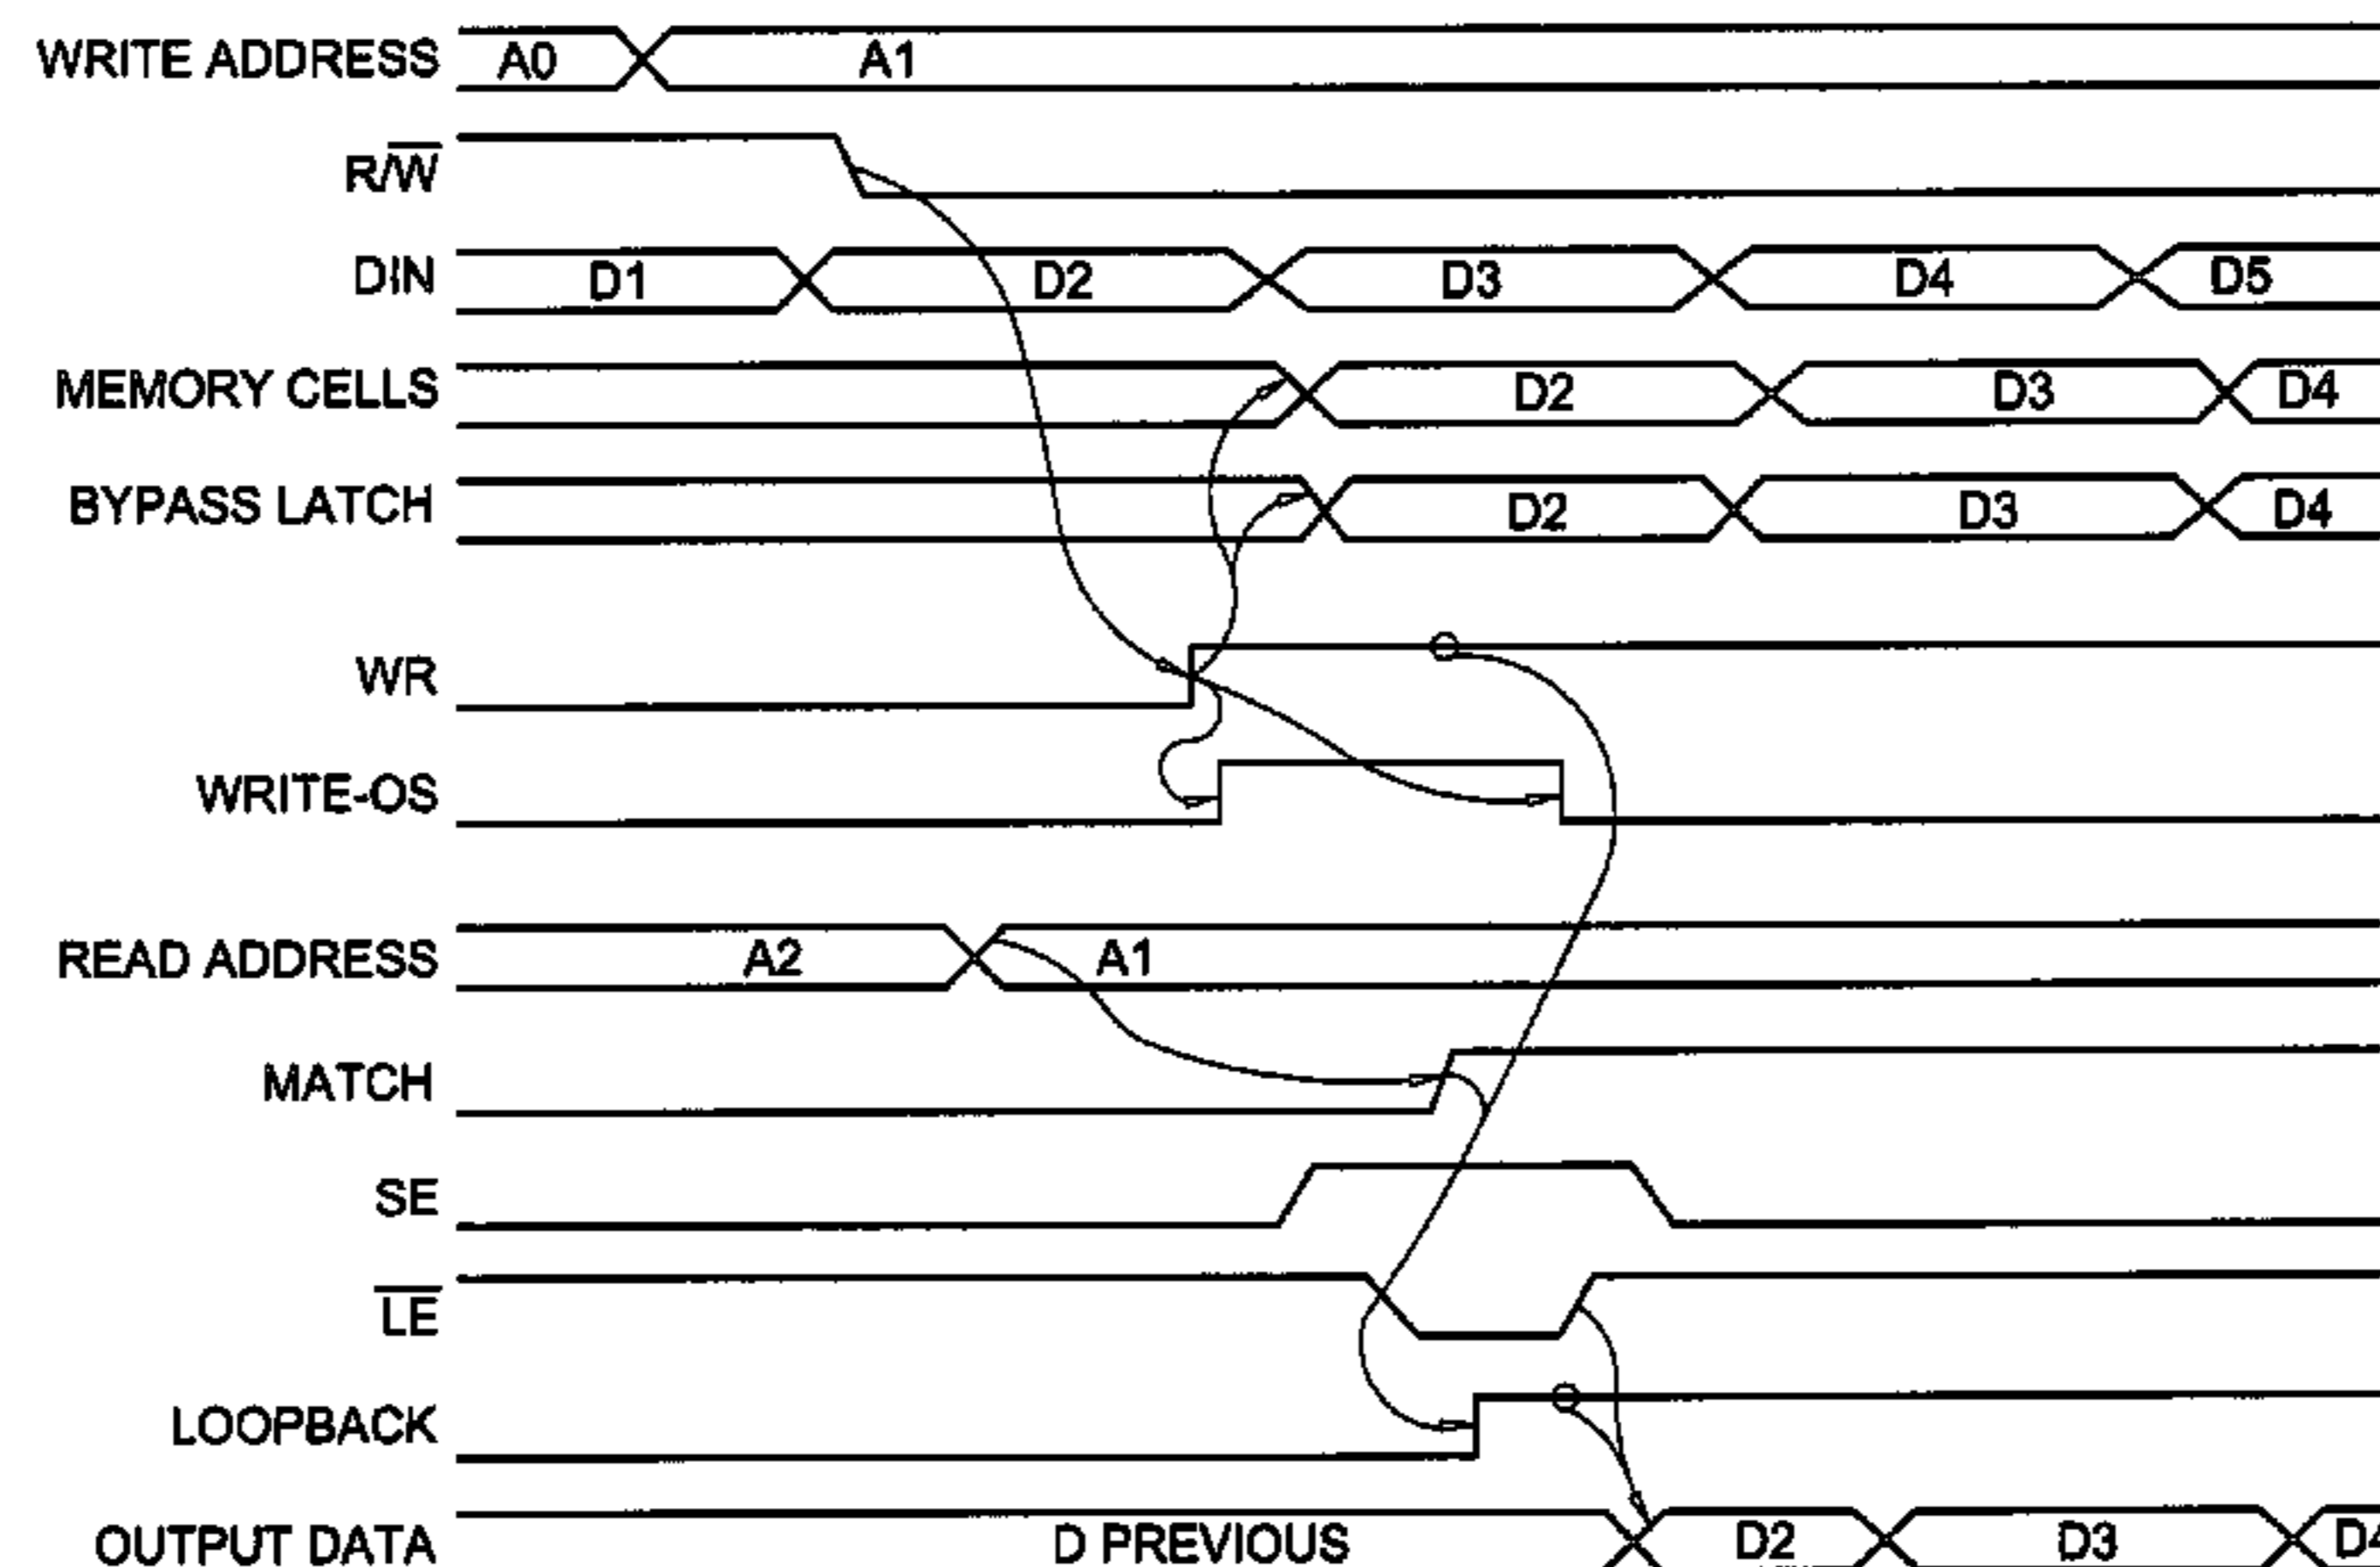 WRITE ADDRESS A0 A1
R/W
DIN D1 D2 D3 D4 D5
MEMORY CELLS D2 D3 D4
BYPASS LATCH D2 D3 D4
WR
WRITE-OS
READ ADDRESS A2 A1
MATCH
SE
LE
LOOPBACK
OUTPUT DATA D PREVIOUS D2 D3 D4